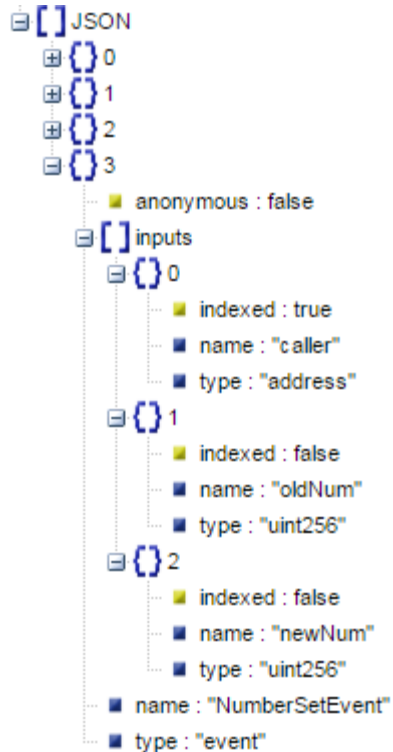 [ ] JSON
{ } 0
{ } 1
{ } 2
{ } 3
anonymous : false
[ ] inputs
{ } 0
indexed : true
name : "caller"
type : "address"
{ } 1
indexed : false
name : "oldNum"
type : "uint256"
{ } 2
indexed : false
name : "newNum"
type : "uint256"
name : "NumberSetEvent"
type : "event"